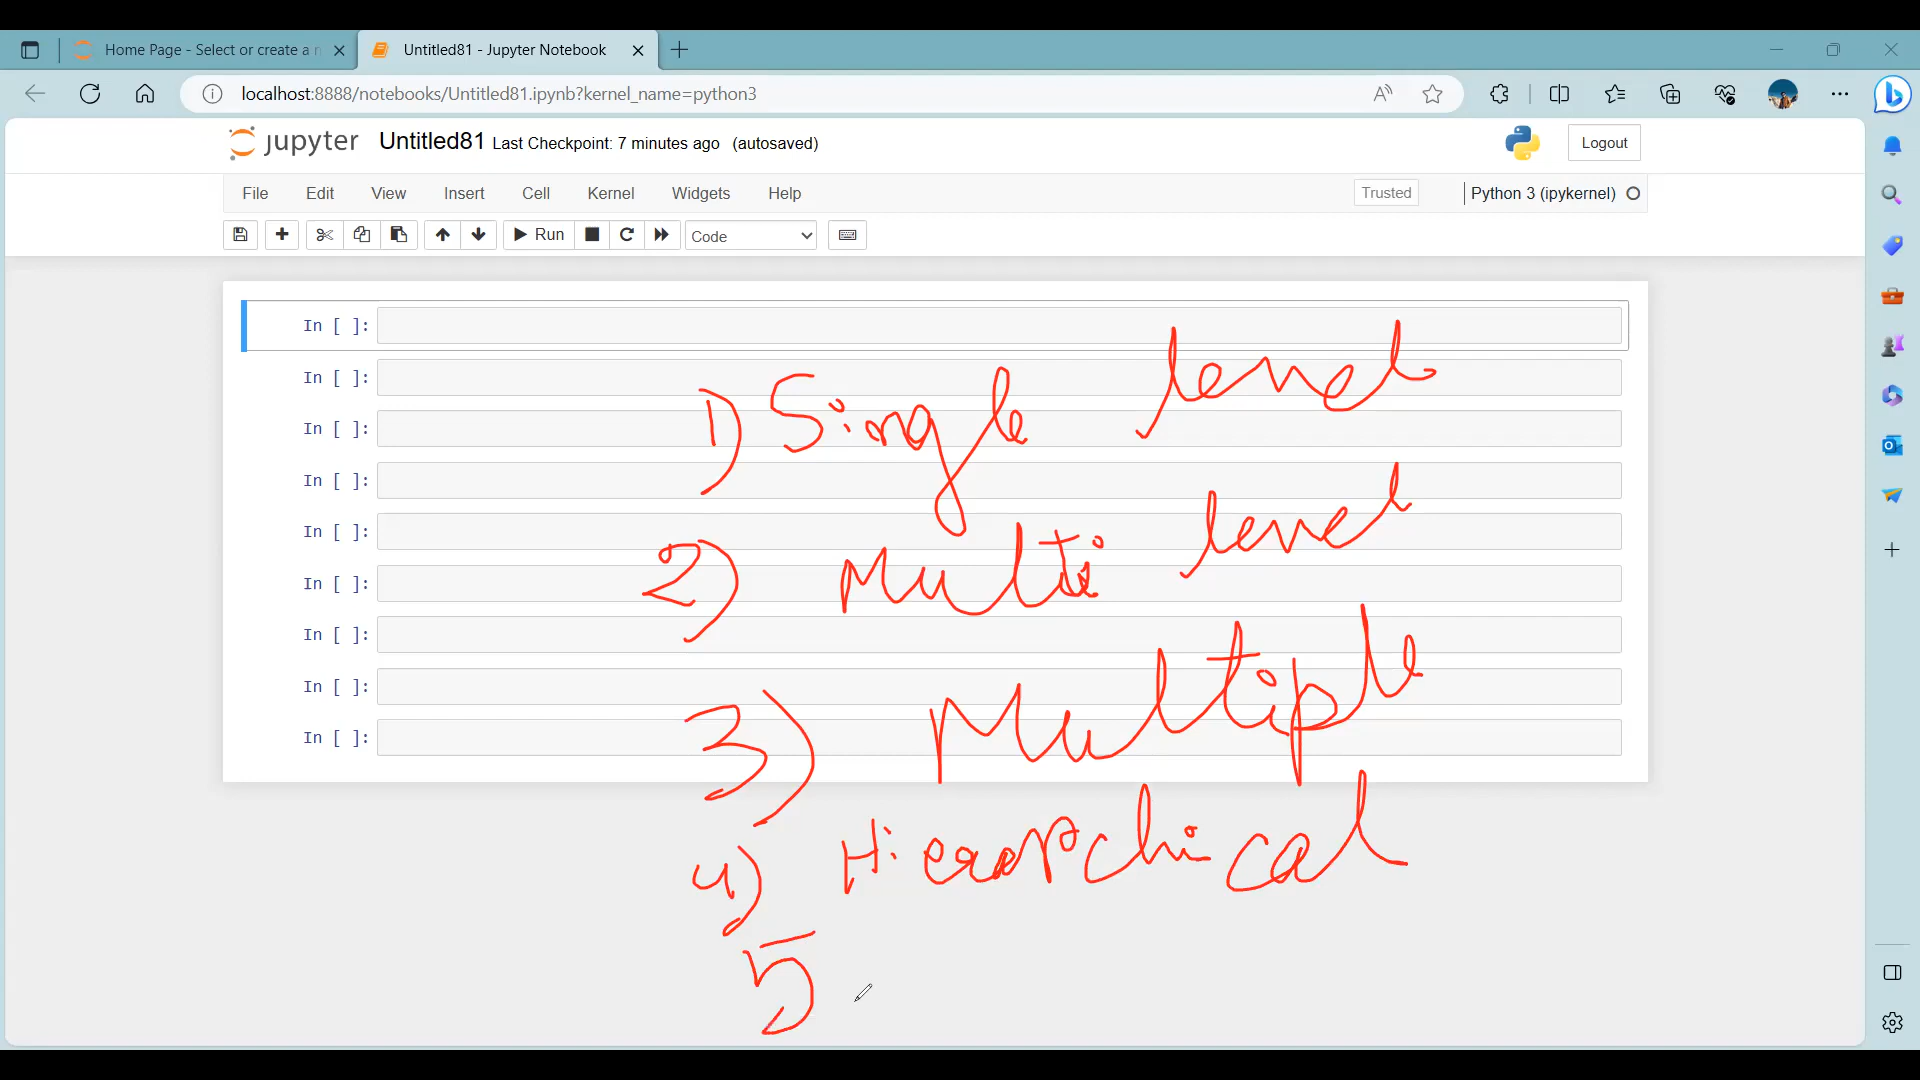 Home Page - Select or create a n
Untitled81 - Jupyter Notebook
localhost:8888/notebooks/Untitled81.ipynb?kernel_name=python3
jupyter Untitled81 Last Checkpoint: 7 minutes ago (autosaved)
Logout
File Edit View Insert Cell Kernel Widgets Help
Trusted Python 3 (ipykernel)
Run Code
In [ ]:
In [ ]:
In [ ]:
In [ ]:
In [ ]:
In [ ]:
In [ ]:
In [ ]:
In [ ]:
1) Single level
2) Multi level
3) Multiple
4) Hierarchical
5